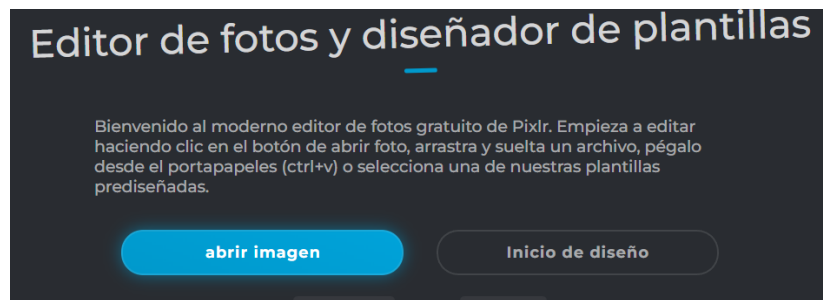 Editor de fotos y diseñador de plantillas
Bienvenido al moderno editor de fotos gratuito de Pixlr. Empieza a editar
haciendo clic en el botón de abrir foto, arrastra y suelta un archivo, pégalo
desde el portapapeles (ctrl+v) o selecciona una de nuestras plantillas
prediseñadas.
abrir imagen
Inicio de diseño